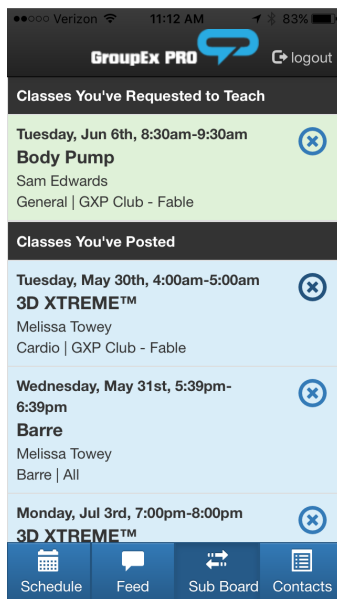 Verizon 11:12 AM 83%
GroupEx PRO logout
Classes You've Requested to Teach
Tuesday, Jun 6th, 8:30am-9:30am
Body Pump
Sam Edwards
General | GXP Club - Fable
Classes You've Posted
Tuesday, May 30th, 4:00am-5:00am
3D XTREME™
Melissa Towey
Cardio | GXP Club - Fable
Wednesday, May 31st, 5:39pm-
6:39pm
Barre
Melissa Towey
Barre | All
Monday, Jul 3rd, 7:00pm-8:00pm
3D XTREME™
Schedule Feed Sub Board Contacts